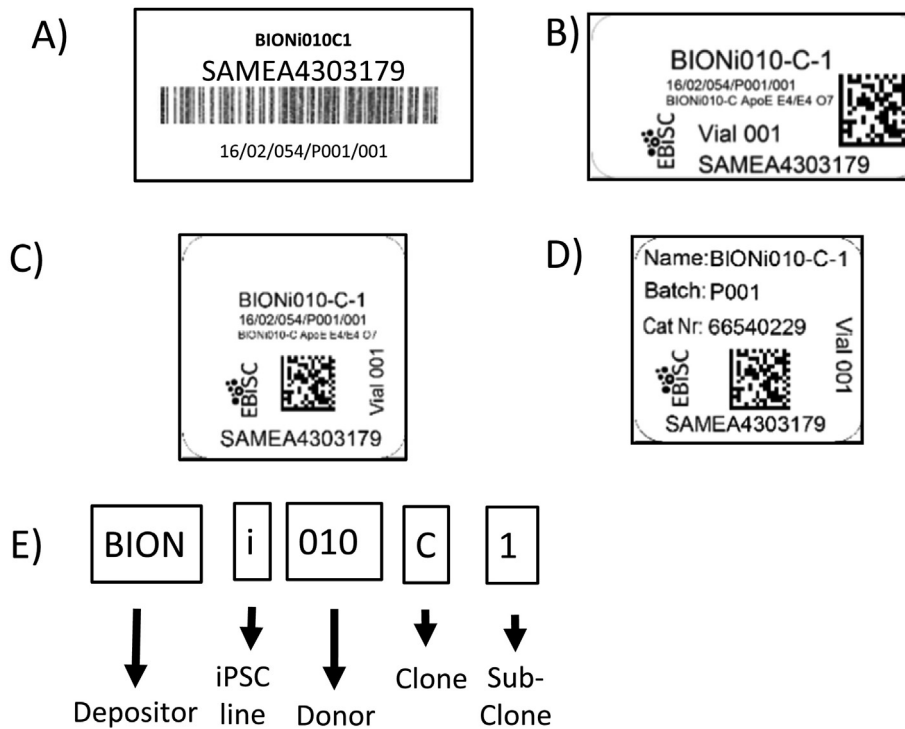 A)
BIONi010C1
SAMEA4303179
16/02/054/P001/001
B)
BIONi010-C-1
16/02/054/P001/001
BIONi010-C ApoE E4/E4 O7
EBiSC
Vial 001
SAMEA4303179
C)
BIONi010-C-1
16/02/054/P001/001
BIONi010-C ApoE E4/E4 O7
EBiSC
Vial 001
SAMEA4303179
D)
Name:BIONi010-C-1
Batch: P001
Cat Nr: 66540229
EBiSC
Vial 001
SAMEA4303179
E)
BION i 010 C 1
Depositor iPSC line Donor Clone Sub-Clone